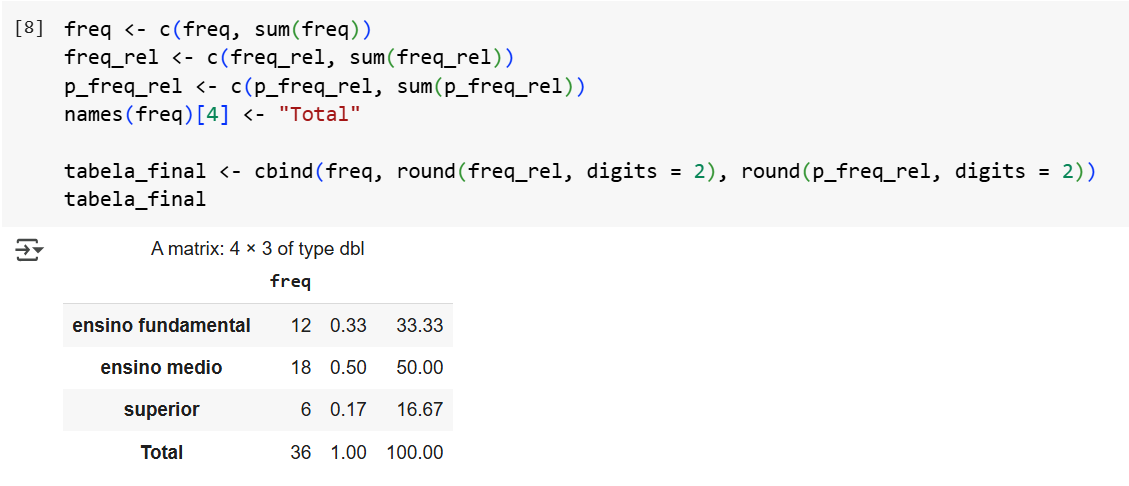 [8] freq <- c(freq, sum(freq))
freq_rel <- c(freq_rel, sum(freq_rel))
p_freq_rel <- c(p_freq_rel, sum(p_freq_rel))
names(freq)[4] <- "Total"
tabela_final <- cbind(freq, round(freq_rel, digits = 2), round(p_freq_rel, digits = 2))
tabela_final
A matrix: 4 × 3 of type dbl
freq
ensino fundamental 12 0.33 33.33
ensino medio 18 0.50 50.00
superior 6 0.17 16.67
Total 36 1.00 100.00